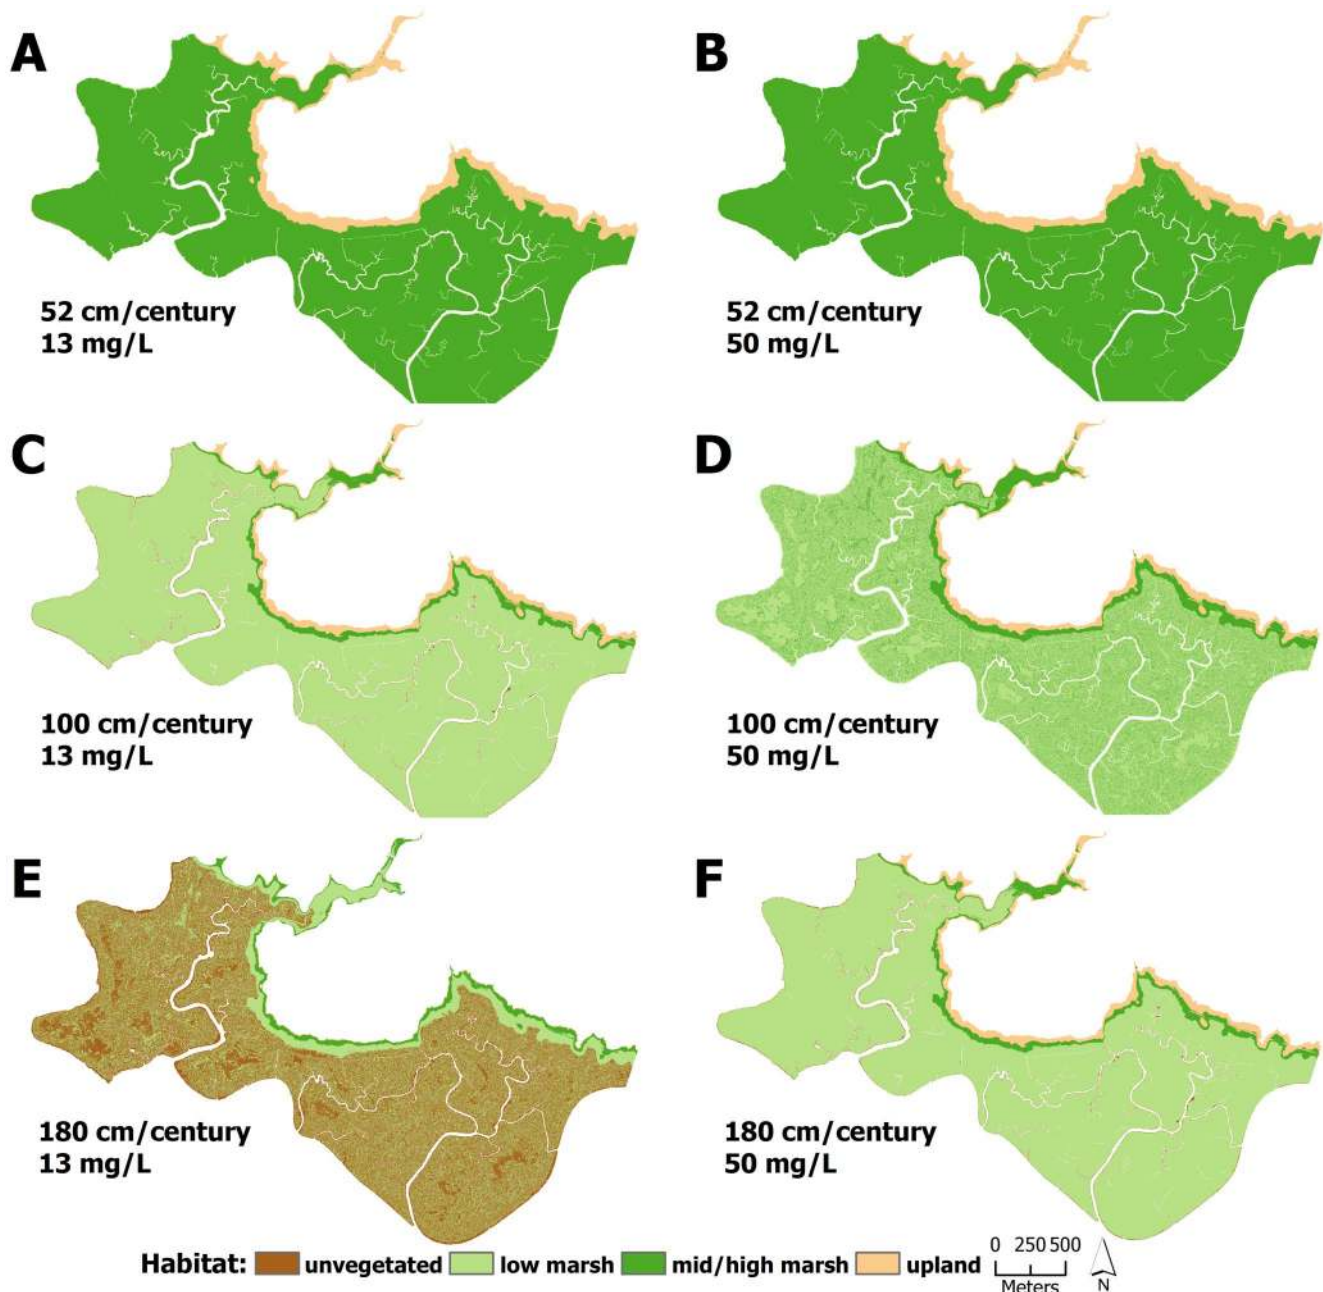 A
B
52 cm/century
13 mg/L
52 cm/century
50 mg/L
C
D
100 cm/century
13 mg/L
100 cm/century
50 mg/L
E
F
180 cm/century
13 mg/L
180 cm/century
50 mg/L
Habitat: unvegetated low marsh mid/high marsh upland
0 250 500
Meters
N